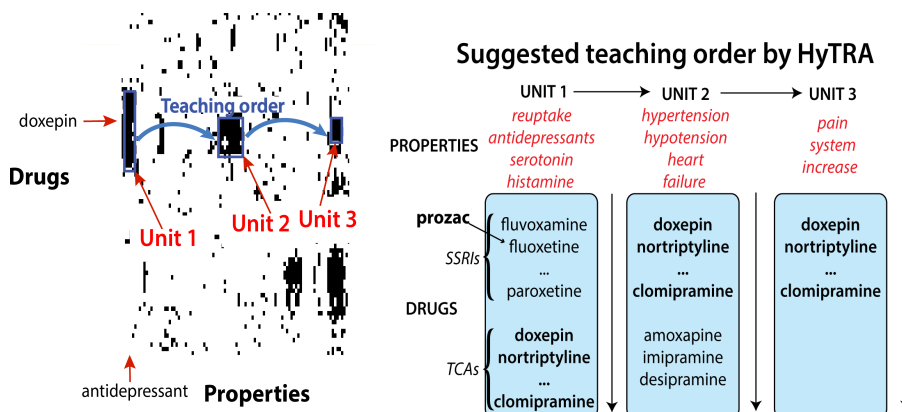 Teaching order
doxepin
Drugs
Unit 1
Unit 2
Unit 3
antidepressant
Properties
Suggested teaching order by HyTRA
UNIT 1
UNIT 2
UNIT 3
PROPERTIES
reuptake
antidepressants
serotonin
histamine
hypertension
hypotension
heart
failure
pain
system
increase
prozac
SSRIs
DRUGS
TCAs
fluvoxamine
fluoxetine
...
paroxetine
doxepin
nortriptyline
...
clomipramine
doxepin
nortriptyline
...
clomipramine
amoxapine
imipramine
desipramine
doxepin
nortriptyline
...
clomipramine